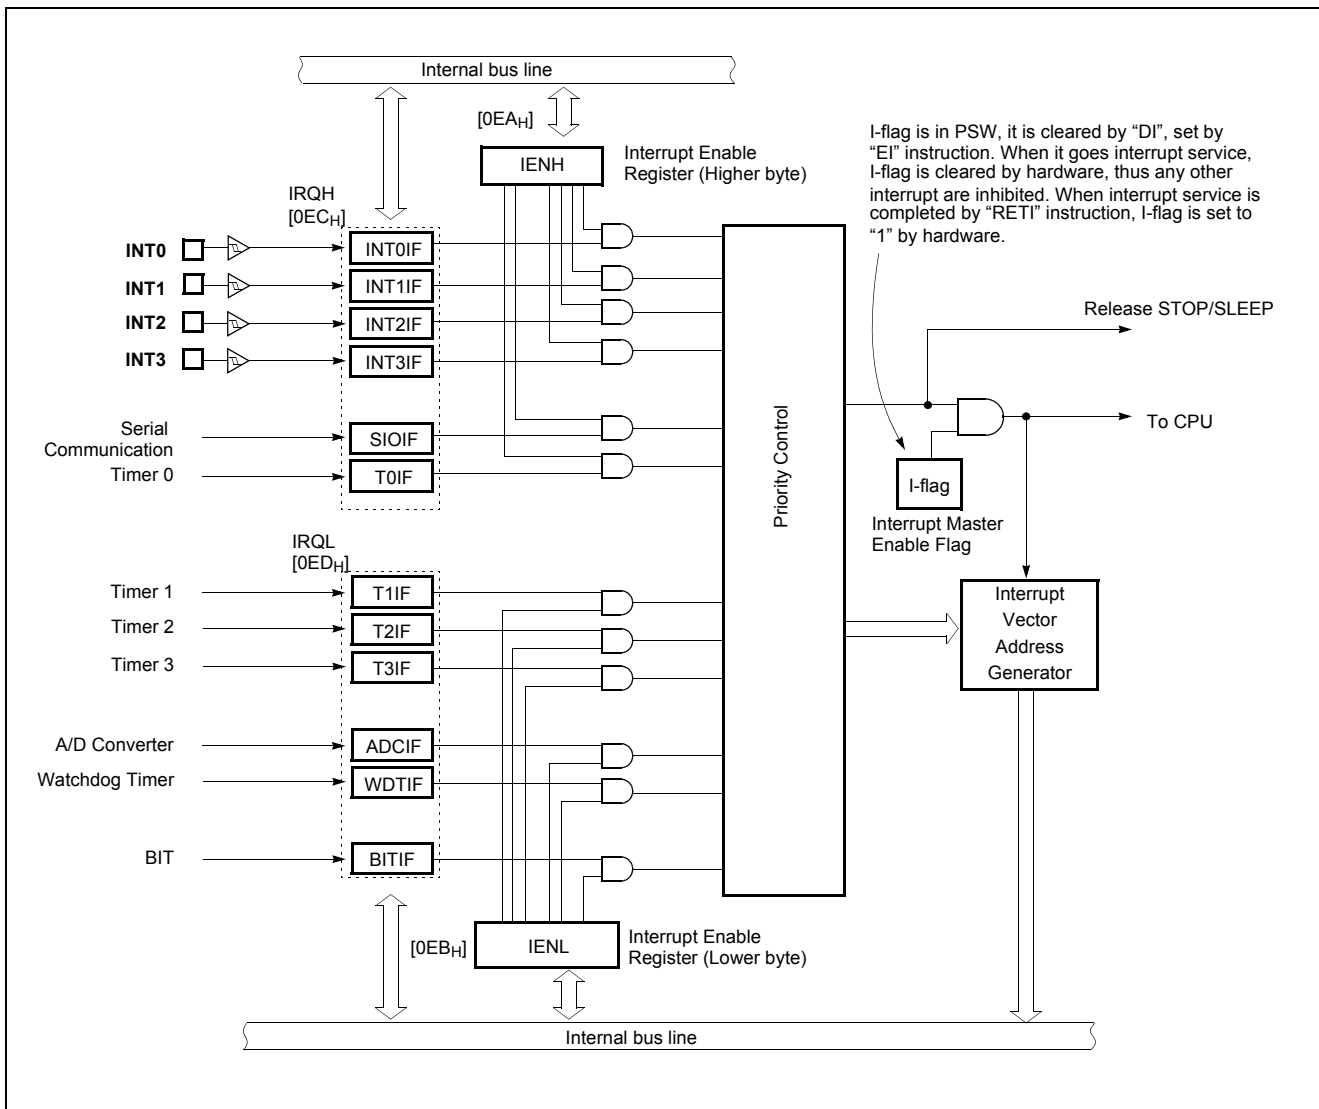 Internal bus line
[0EAH]
IENH
Interrupt Enable
Register (Higher byte)
I-flag is in PSW, it is cleared by “DI”, set by
“EI” instruction. When it goes interrupt service,
I-flag is cleared by hardware, thus any other
interrupt are inhibited. When interrupt service is
completed by “RETI” instruction, I-flag is set to
“1” by hardware.
IRQH
[0ECH]
INT0
INT0IF
INT1
INT1IF
INT2
INT2IF
INT3
INT3IF
Release STOP/SLEEP
Serial
Communication
SIOIF
Timer 0
T0IF
Priority Control
To CPU
I-flag
Interrupt Master
Enable Flag
IRQL
[0EDH]
Timer 1
T1IF
Timer 2
T2IF
Timer 3
T3IF
Interrupt
Vector
Address
Generator
A/D Converter
ADCIF
Watchdog Timer
WDTIF
BIT
BITIF
[0EBH]
IENL
Interrupt Enable
Register (Lower byte)
Internal bus line